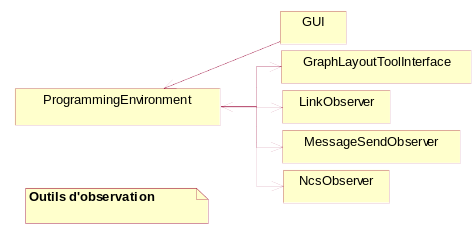 GUI
GraphLayoutToolInterface
ProgrammingEnvironment
LinkObserver
MessageSendObserver
NcsObserver
Outils d'observation